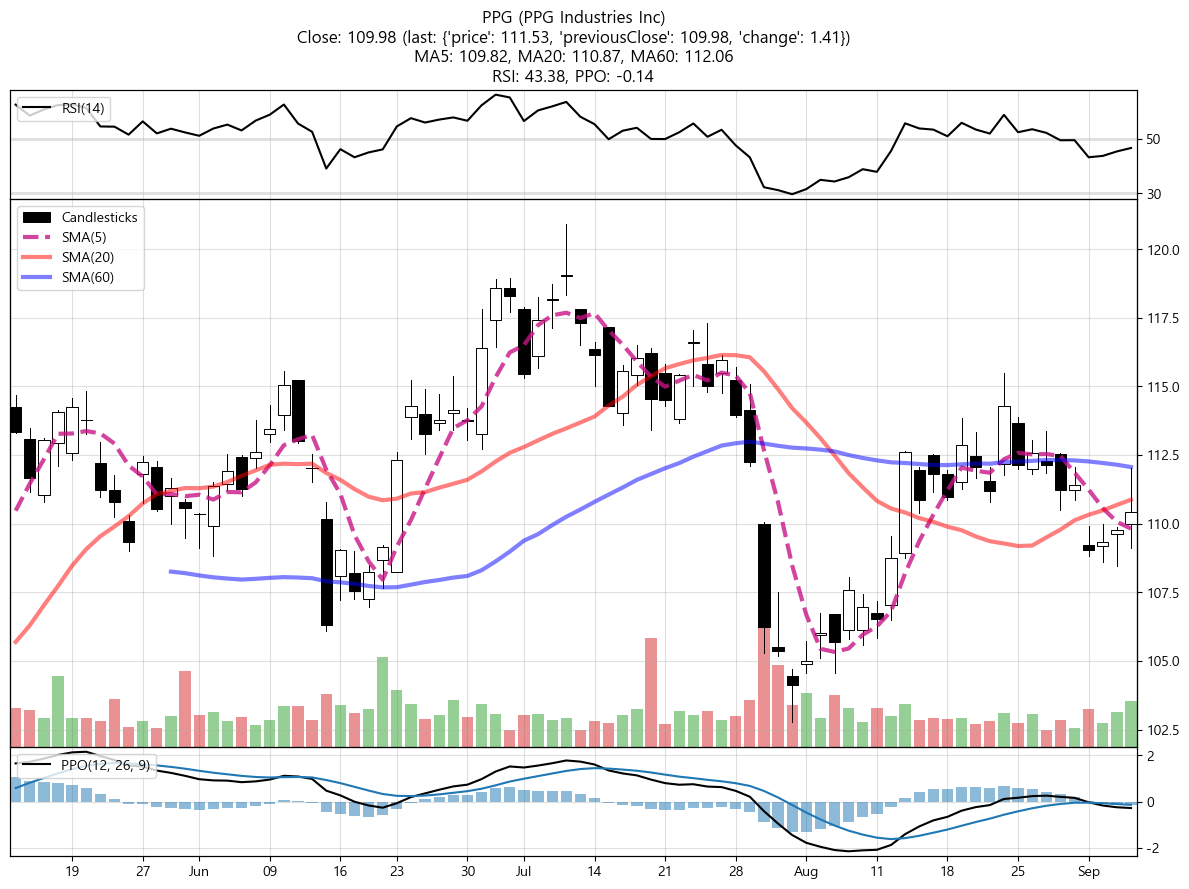 PPG (PPG Industries Inc)
Close: 109.98 (last: {'price': 111.53, 'previousClose': 109.98, 'change': 1.41})
MA5: 109.82, MA20: 110.87, MA60: 112.06
RSI: 43.38, PPO: -0.14
RSI(14)
50
30
Candlesticks
SMA(5)
SMA(20)
SMA(60)
120.0
117.5
115.0
112.5
110.0
107.5
105.0
102.5
PPO(12, 26, 9)
2
0
-2
19 27 Jun 09 16 23 30 Jul 14 21 28 Aug 11 18 25 Sep